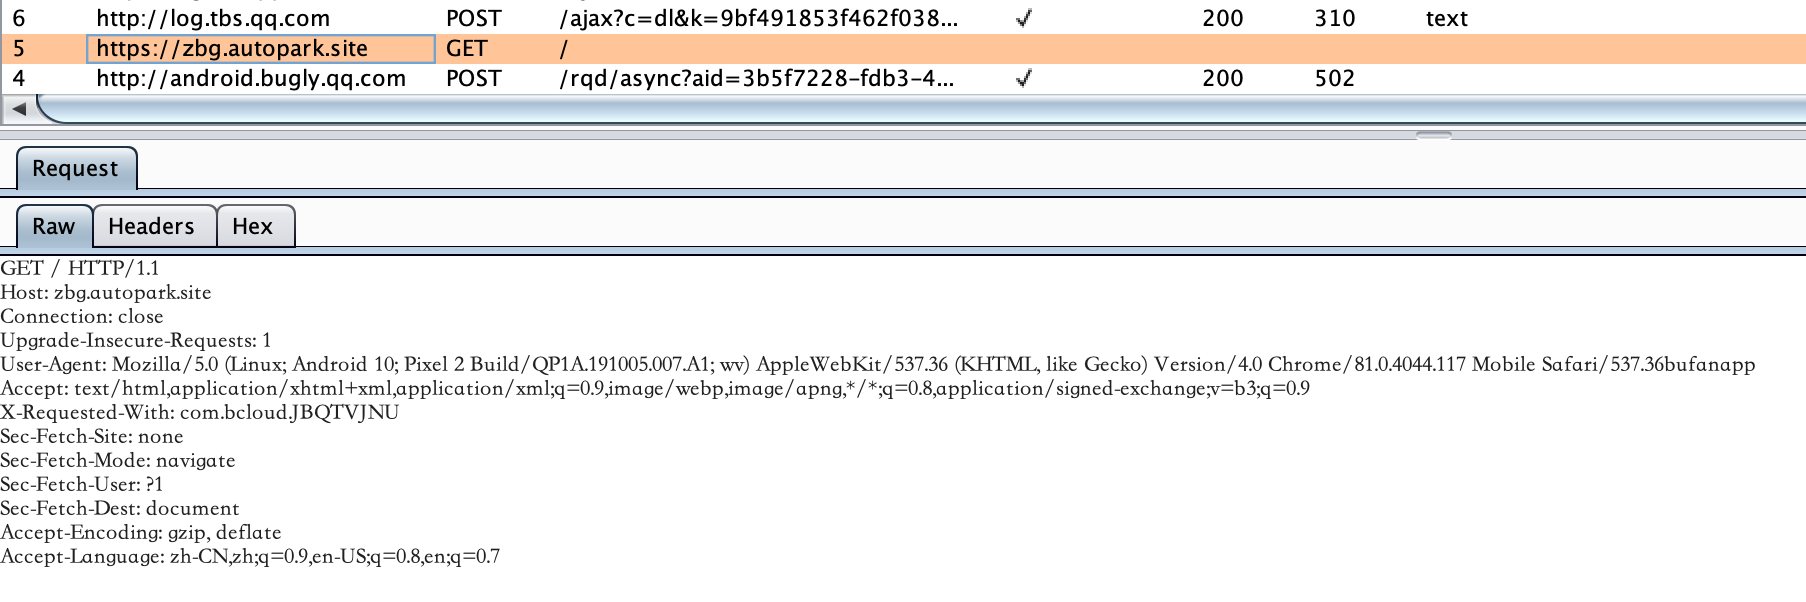 6 http://log.tbs.qq.com POST /ajax?c=dl&k=9bf491853f462f038... ✓ 200 310 text
5 https://zbg.autopark.site GET /
4 http://android.bugly.qq.com POST /rqd/async?aid=3b5f7228-fdb3-4... ✓ 200 502
Request
Raw Headers Hex
GET / HTTP/1.1
Host: zbg.autopark.site
Connection: close
Upgrade-Insecure-Requests: 1
User-Agent: Mozilla/5.0 (Linux; Android 10; Pixel 2 Build/QP1A.191005.007.A1; wv) AppleWebKit/537.36 (KHTML, like Gecko) Version/4.0 Chrome/81.0.4044.117 Mobile Safari/537.36bufanapp
Accept: text/html,application/xhtml+xml,application/xml;q=0.9,image/webp,image/apng,*/*;q=0.8,application/signed-exchange;v=b3;q=0.9
X-Requested-With: com.bcloud.JBQTVJNU
Sec-Fetch-Site: none
Sec-Fetch-Mode: navigate
Sec-Fetch-User: ?1
Sec-Fetch-Dest: document
Accept-Encoding: gzip, deflate
Accept-Language: zh-CN,zh;q=0.9,en-US;q=0.8,en;q=0.7